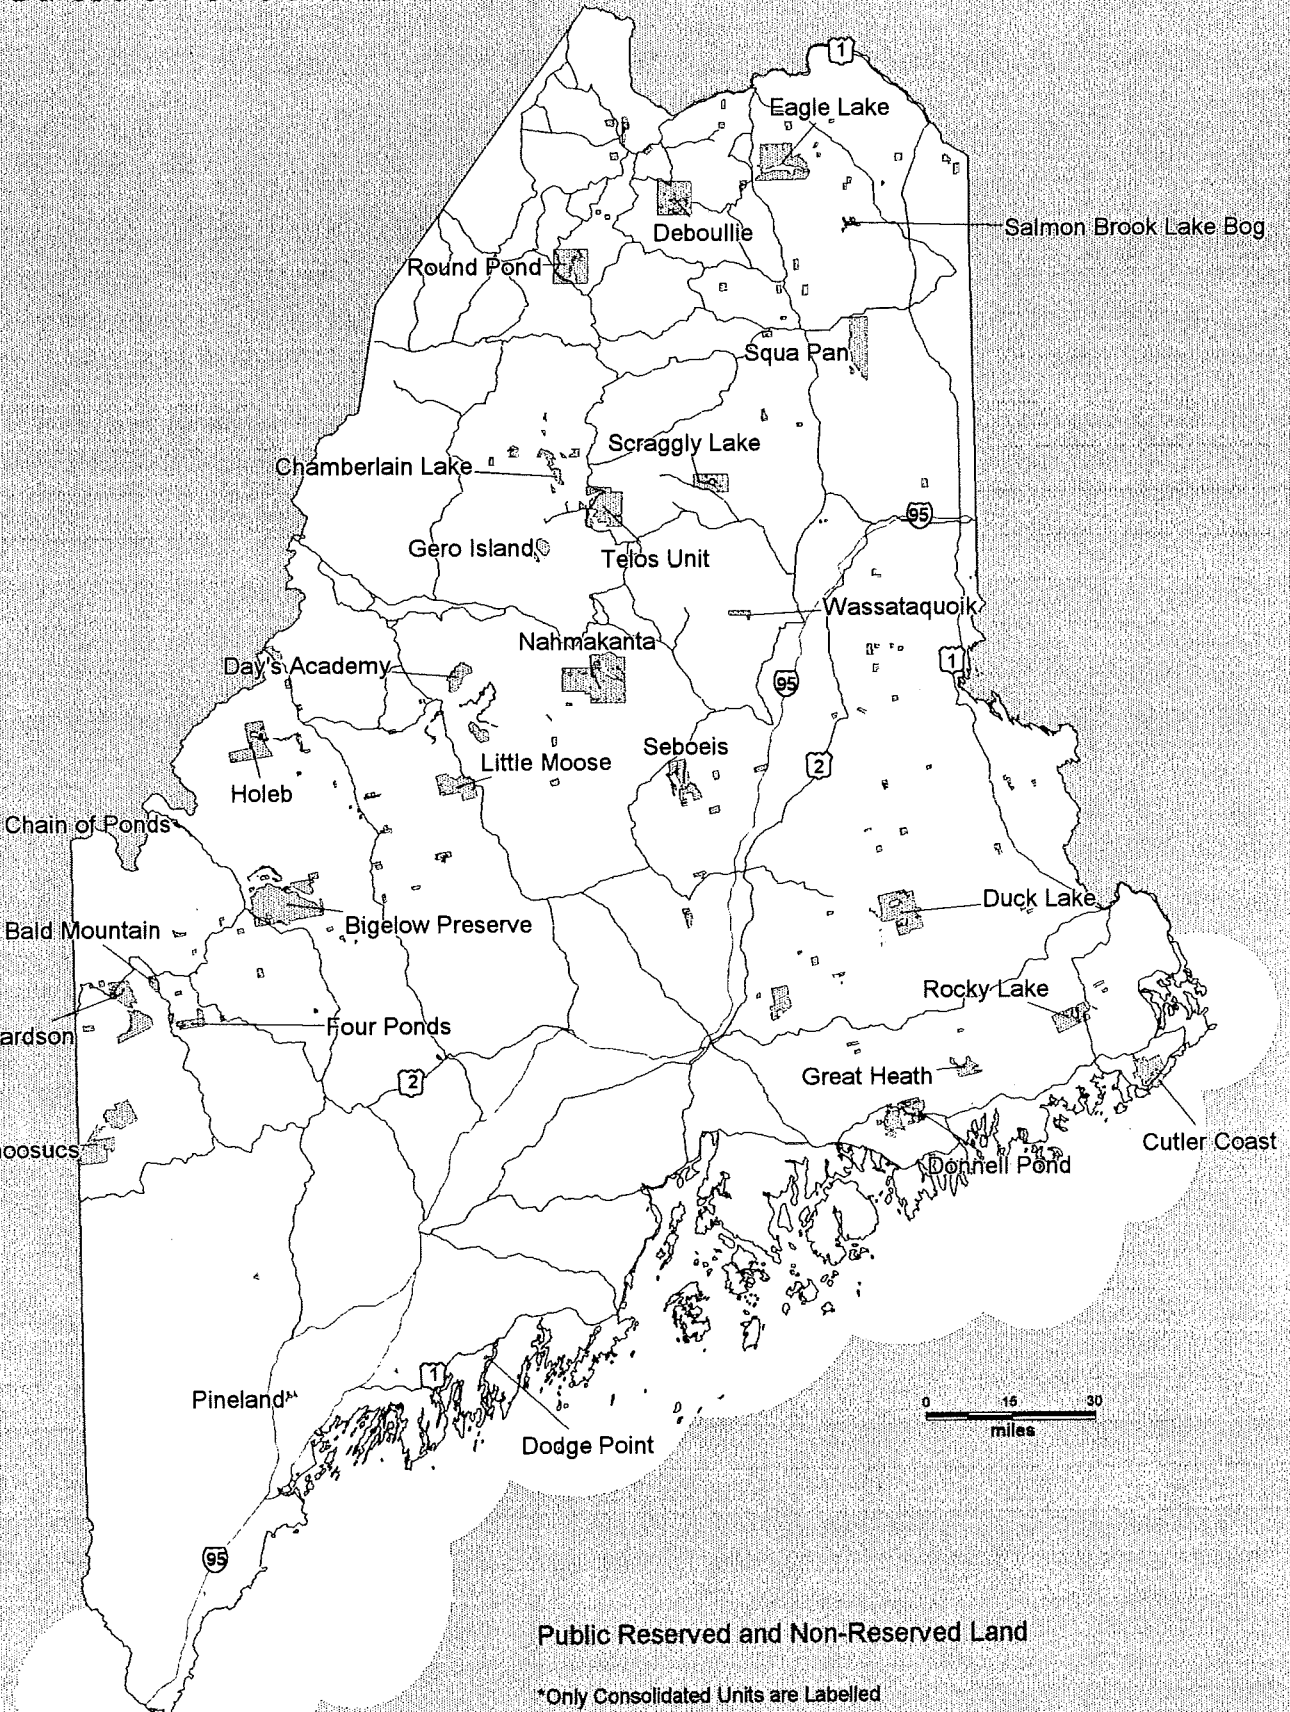 1
Eagle Lake
Salmon Brook Lake Bog
Deboullie
Round Pond
Squa Pan
Scraggly Lake
Chamberlain Lake
95
Gero Island
Telos Unit
Wassataquoik
Nahmakanta
Day's Academy
1
95
Seboeis
Little Moose
2
Holeb
Chain of Ponds
Duck Lake
Bigelow Preserve
Bald Mountain
Rocky Lake
Four Ponds
ardson
Great Heath
2
Cutler Coast
oosucs
Donnell Pond
1
Pineland
0 15 30
miles
Dodge Point
95
Public Reserved and Non-Reserved Land
*Only Consolidated Units are Labelled